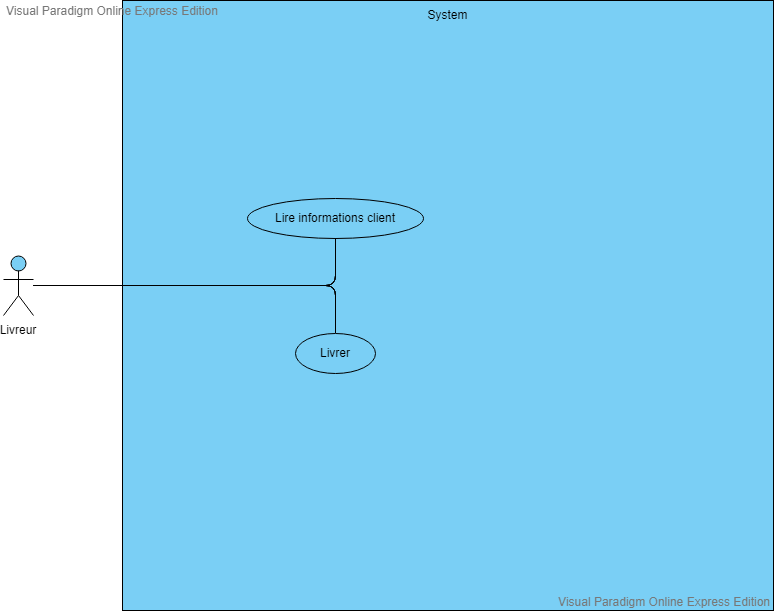 Visual Paradigm Online Express Edition
System
Lire informations client
Livreur
Livrer
Visual Paradigm Online Express Edition